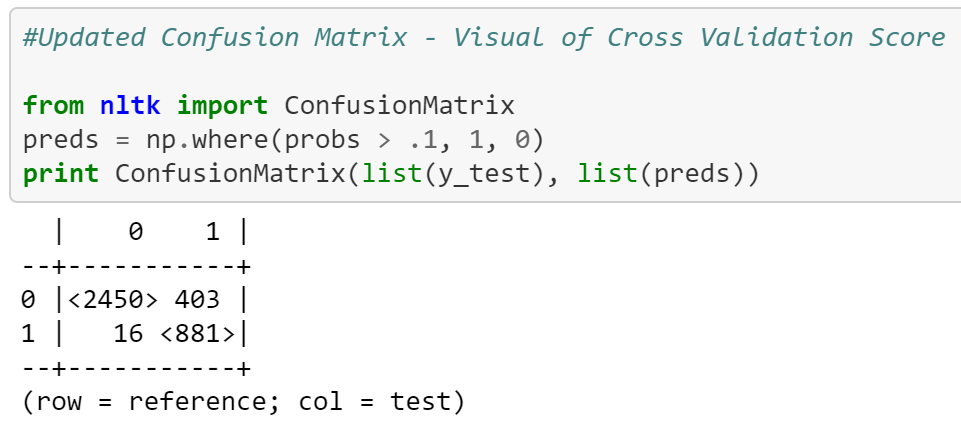 #Updated Confusion Matrix - Visual of Cross Validation Score
from nltk import ConfusionMatrix
preds = np.where(probs > .1, 1, 0)
print ConfusionMatrix(list(y_test), list(preds))
  |    0    1 |
--+-----------+
0 |<2450> 403 |
1 |   16 <881>|
--+-----------+
(row = reference; col = test)